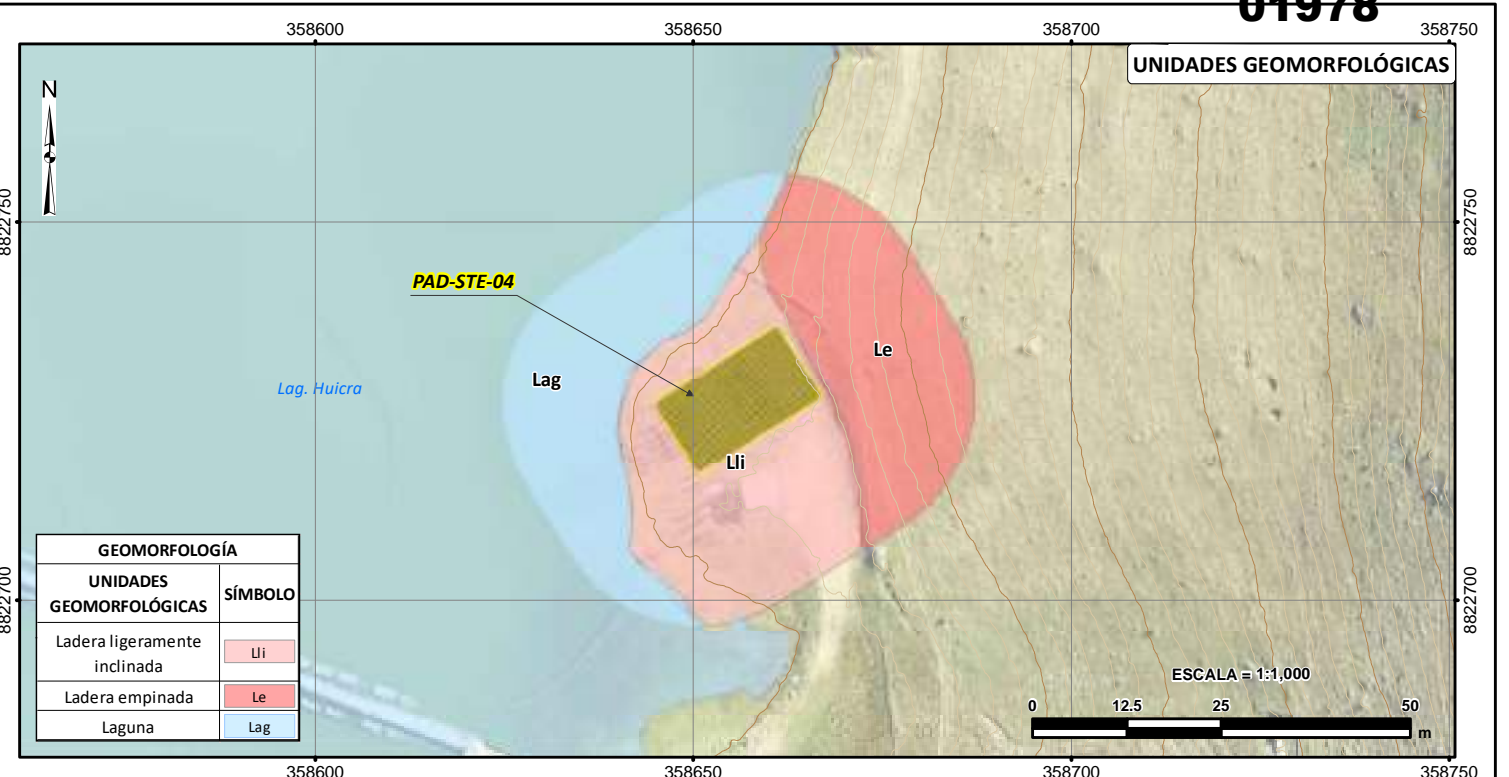 01978
358600
358650
358700
358750
UNIDADES GEOMORFOLÓGICAS
N
8822750
8822750
PAD-STE-04
Le
Lag
Lag. Huicra
Lli
GEOMORFOLOGÍA
UNIDADES GEOMORFOLÓGICAS
SÍMBOLO
Ladera ligeramente inclinada
Lli
Ladera empinada
Le
Laguna
Lag
8822700
8822700
ESCALA = 1:1,000
0
12.5
25
50
m
358600
358650
358700
358750